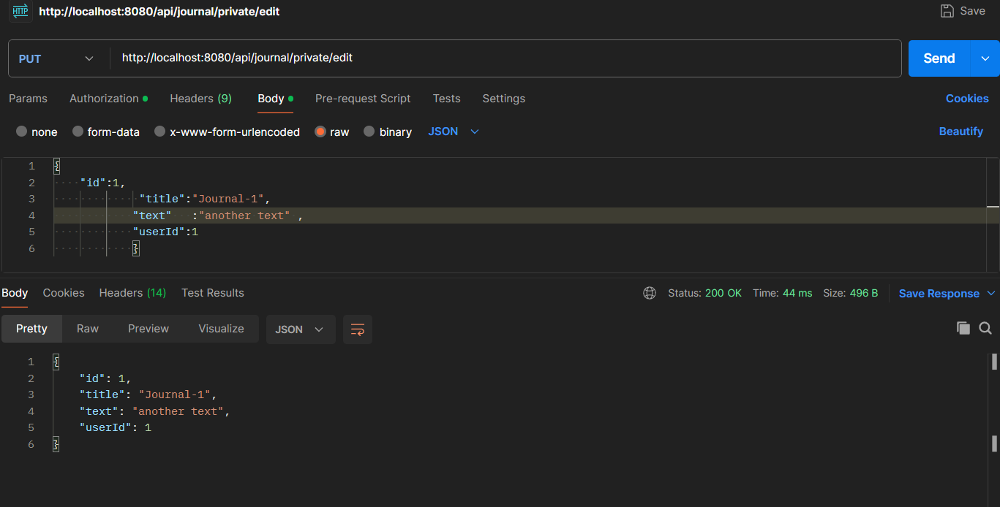 HTTP http://localhost:8080/api/journal/private/edit Save
PUT http://localhost:8080/api/journal/private/edit Send
Params Authorization Headers (9) Body Pre-request Script Tests Settings Cookies
none form-data x-www-form-urlencoded raw binary JSON Beautify
1 {
2 "id":1,
3 "title":"Journal-1",
4 "text" :"another text" ,
5 "userId":1
6 }
Body Cookies Headers (14) Test Results Status: 200 OK Time: 44 ms Size: 496 B Save Response
Pretty Raw Preview Visualize JSON
1 {
2 "id": 1,
3 "title": "Journal-1",
4 "text": "another text",
5 "userId": 1
6 }